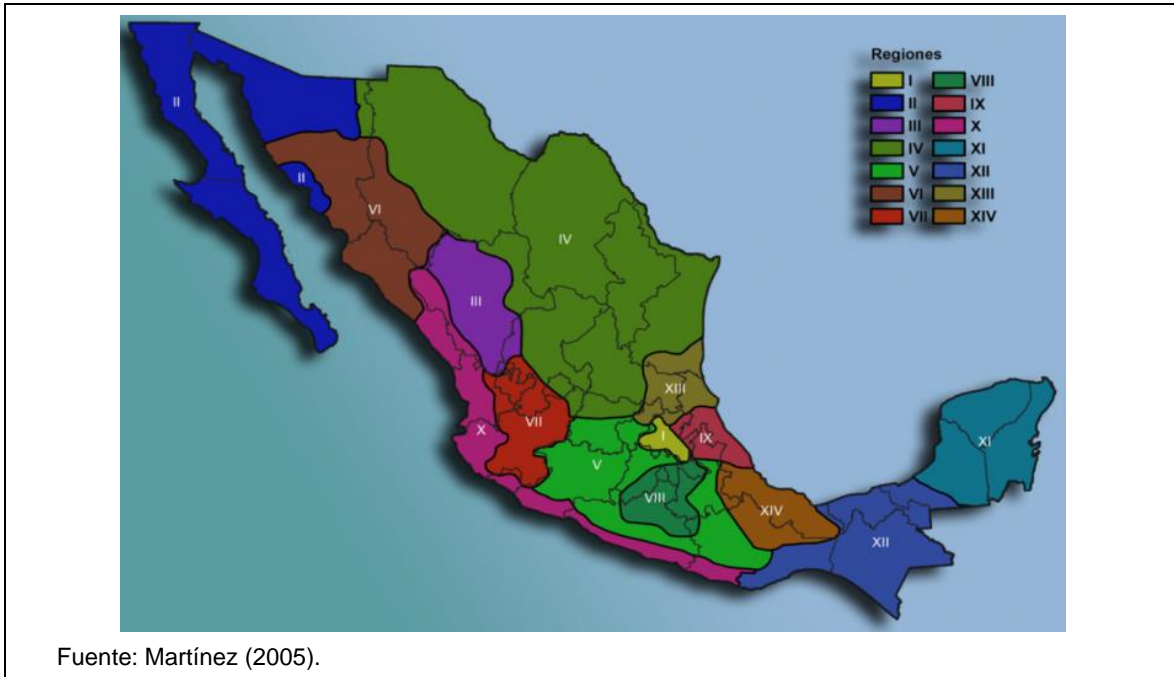 Regiones
I VIII
II IX
III X
IV XI
V XII
VI XIII
VII XIV
II
II
VI
IV
III
XIII
X
VII
I
IX
V
VIII
XIV
XI
XII
Fuente: Martínez (2005).